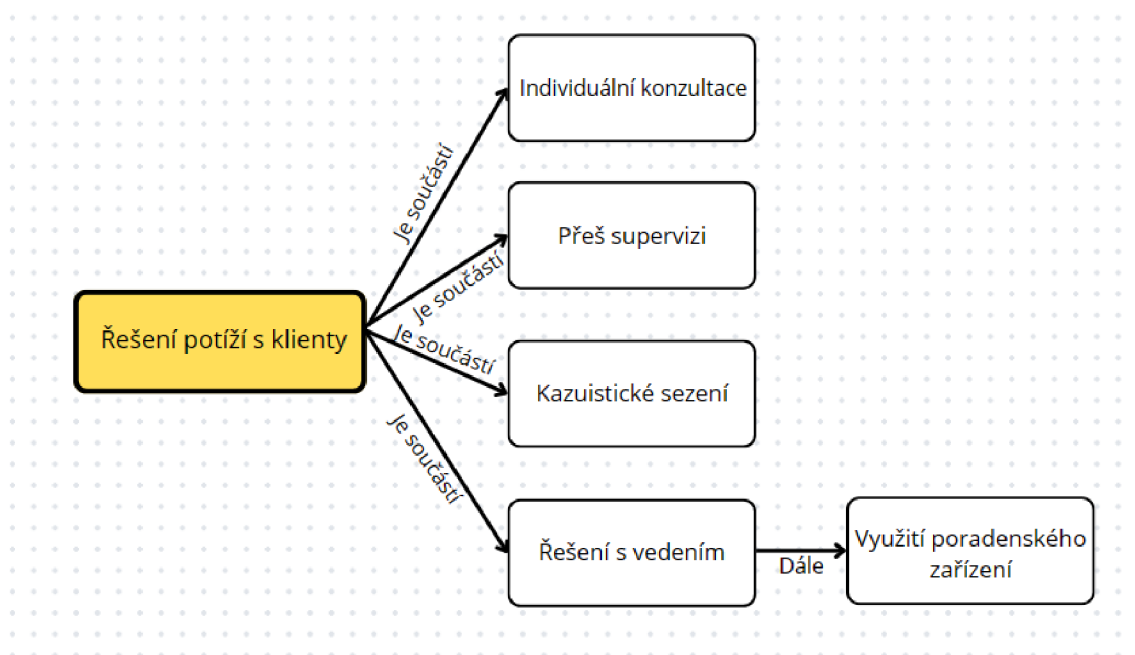 Individuální konzultace
Je součástí
Přeš supervizi
Je součástí
Řešení potíží s klienty
Je součástí
Kazuistické sezení
Je součástí
Řešení s vedením
Dále
Využití poradenského
zařízení